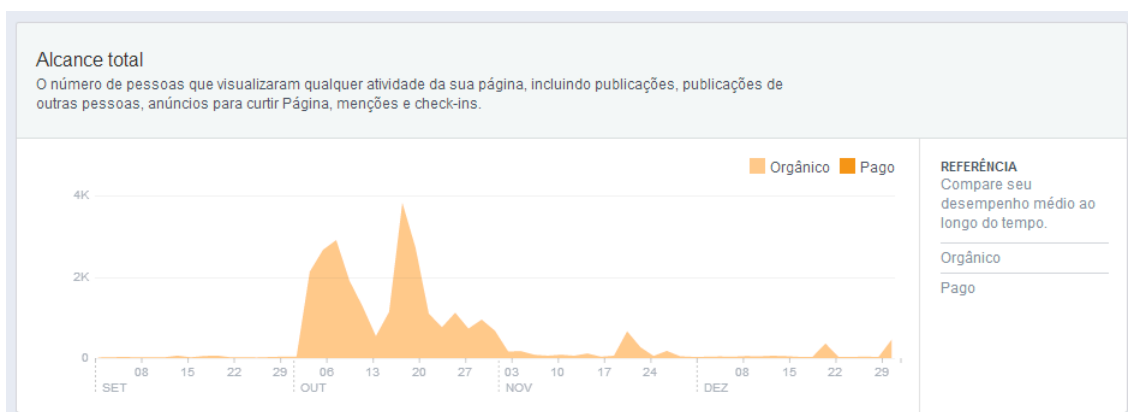 Alcance total
O número de pessoas que visualizaram qualquer atividade da sua página, incluindo publicações, publicações de
outras pessoas, anúncios para curtir Página, menções e check-ins.
Orgânico Pago
4K
2K
0
08 15 22 29 06 13 20 27 03 10 17 24 08 15 22 29
SET OUT NOV DEZ
REFERÊNCIA
Compare seu
desempenho médio ao
longo do tempo.
Orgânico
Pago